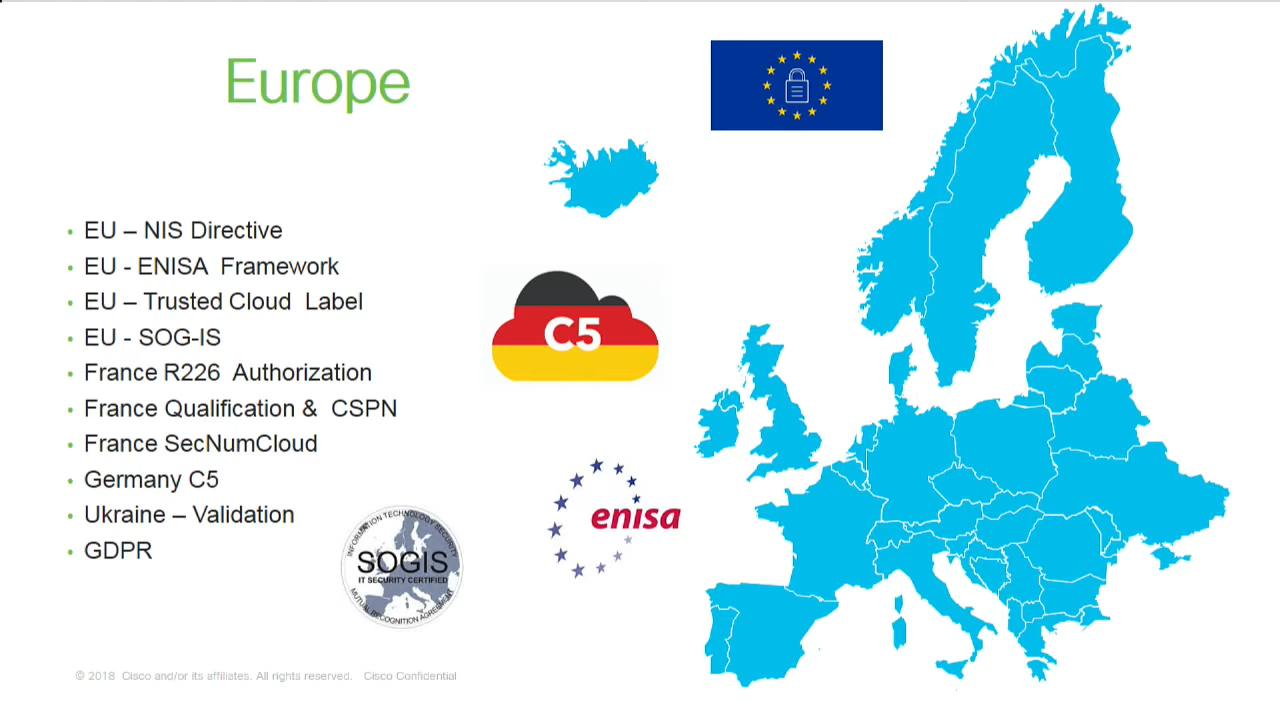 Europe
• EU – NIS Directive
• EU - ENISA Framework
• EU – Trusted Cloud Label
• EU - SOG-IS
• France R226 Authorization
• France Qualification & CSPN
• France SecNumCloud
• Germany C5
• Ukraine – Validation
• GDPR
C5
enisa
INFORMATION TECHNOLOGY SECURITY
SOGIS
IT SECURITY CERTIFIED
MUTUAL RECOGNITION AGREEMENT
© 2018 Cisco and/or its affiliates. All rights reserved. Cisco Confidential